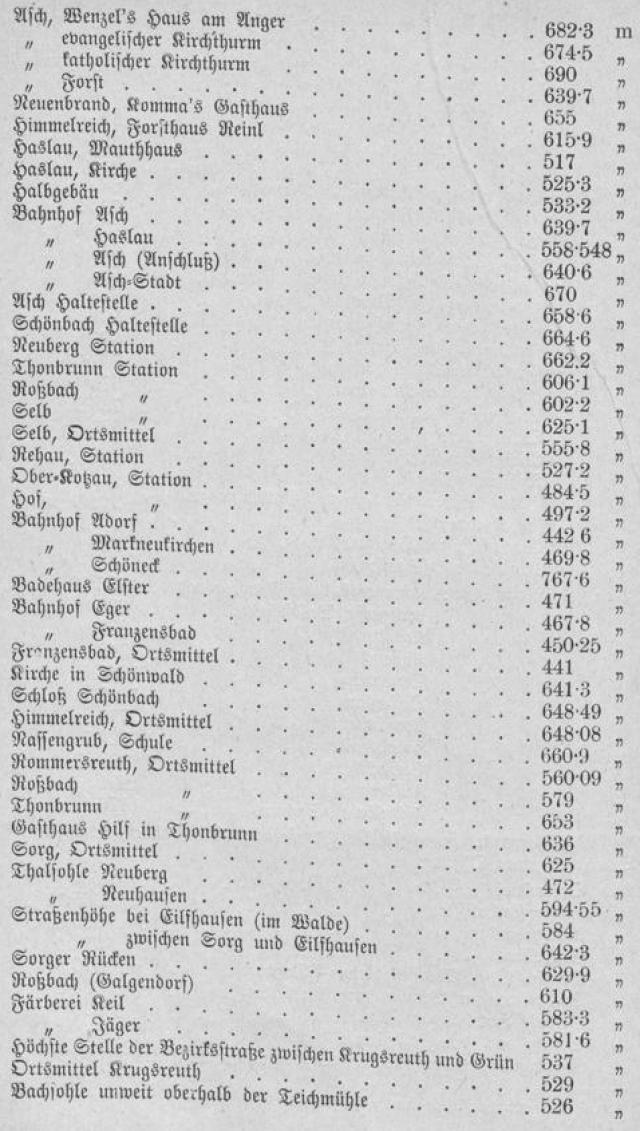 Asch, Wenzel's Haus am Anger . . . . . . . . . 682·3 m
„ evangelischer Kirchthurm . . . . . . . . . 674·5 „
„ katholischer Kirchthurm . . . . . . . . . 690 „
„ Forst . . . . . . . . . 639·7 „
Neuenbrand, Komma's Gasthaus . . . . . . . . . 655 „
Himmelreich, Forsthaus Reinl . . . . . . . . . 615·9 „
Haslau, Mauthhaus . . . . . . . . . 517 „
Haslau, Kirche . . . . . . . . . 525·3 „
Halbgebäu . . . . . . . . . 533·2 „
Bahnhof Asch . . . . . . . . . 639·7 „
„ Haslau . . . . . . . . . 558·548 „
„ Asch (Anschluß) . . . . . . . . . 640·6 „
„ Asch-Stadt . . . . . . . . . 670 „
Asch Haltestelle . . . . . . . . . 658·6 „
Schönbach Haltestelle . . . . . . . . . 664·6 „
Neuberg Station . . . . . . . . . 662.2 „
Thonbrunn Station . . . . . . . . . 606·1 „
Roßbach „ . . . . . . . . . 602·2 „
Selb „ . . . . . . . . . 625·1 „
Selb, Ortsmittel . . . . . . . . . 555·8 „
Rehau, Station . . . . . . . . . 527·2 „
Ober-Kotzau, Station . . . . . . . . . 484·5 „
Hof, „ . . . . . . . . . 497·2 „
Bahnhof Adorf . . . . . . . . . 442 6 „
„ Markneukirchen . . . . . . . . . 469·8 „
„ Schöneck . . . . . . . . . 767·6 „
Badehaus Elster . . . . . . . . . 471 „
Bahnhof Eger . . . . . . . . . 467·8 „
„ Franzensbad . . . . . . . . . 450·25 „
Franzensbad, Ortsmittel . . . . . . . . . 441 „
Kirche in Schönwald . . . . . . . . . 641·3 „
Schloß Schönbach . . . . . . . . . 648·49 „
Himmelreich, Ortsmittel . . . . . . . . . 648·08 „
Nassengrub, Schule . . . . . . . . . 660·9 „
Rommersreuth, Ortsmittel . . . . . . . . . 560·09 „
Roßbach „ . . . . . . . . . 579 „
Thonbrunn „ . . . . . . . . . 653 „
Gasthaus Hilf in Thonbrunn . . . . . . . . . 636 „
Sorg, Ortsmittel . . . . . . . . . 625 „
Thalsohle Neuberg . . . . . . . . . 472 „
„ Neuhausen . . . . . . . . . 594·55 „
Straßenhöhe bei Eilfhausen (im Walde) . . . . . . 584 „
„ zwischen Sorg und Eilfhausen . . . . . 642·3 „
Sorger Rücken . . . . . . . . . 629·9 „
Roßbach (Galgendorf) . . . . . . . . . 610 „
Färberei Keil . . . . . . . . . 583·3 „
„ Jäger . . . . . . . . . 581·6 „
Höchste Stelle der Bezirksstraße zwischen Krugsreuth und Grün 537 „
Ortsmittel Krugsreuth . . . . . . . . . 529 „
Bachsohle unweit oberhalb der Teichmühle . . . . . 526 „